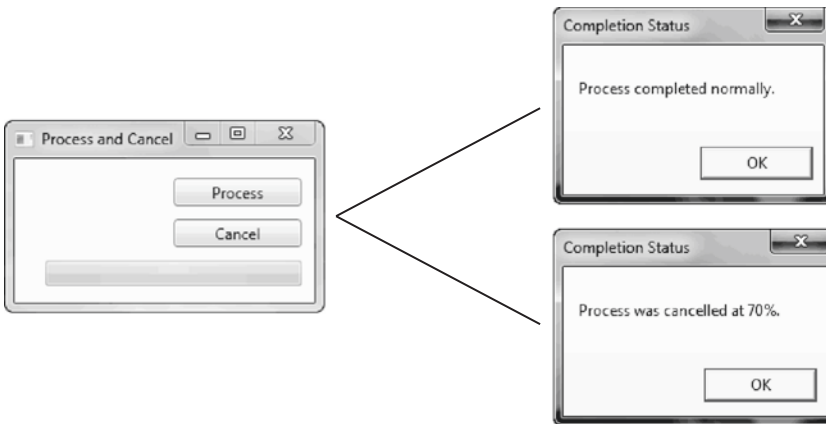 Process and Cancel
Process
Cancel
Completion Status
Process completed normally.
OK
Completion Status
Process was cancelled at 70%.
OK